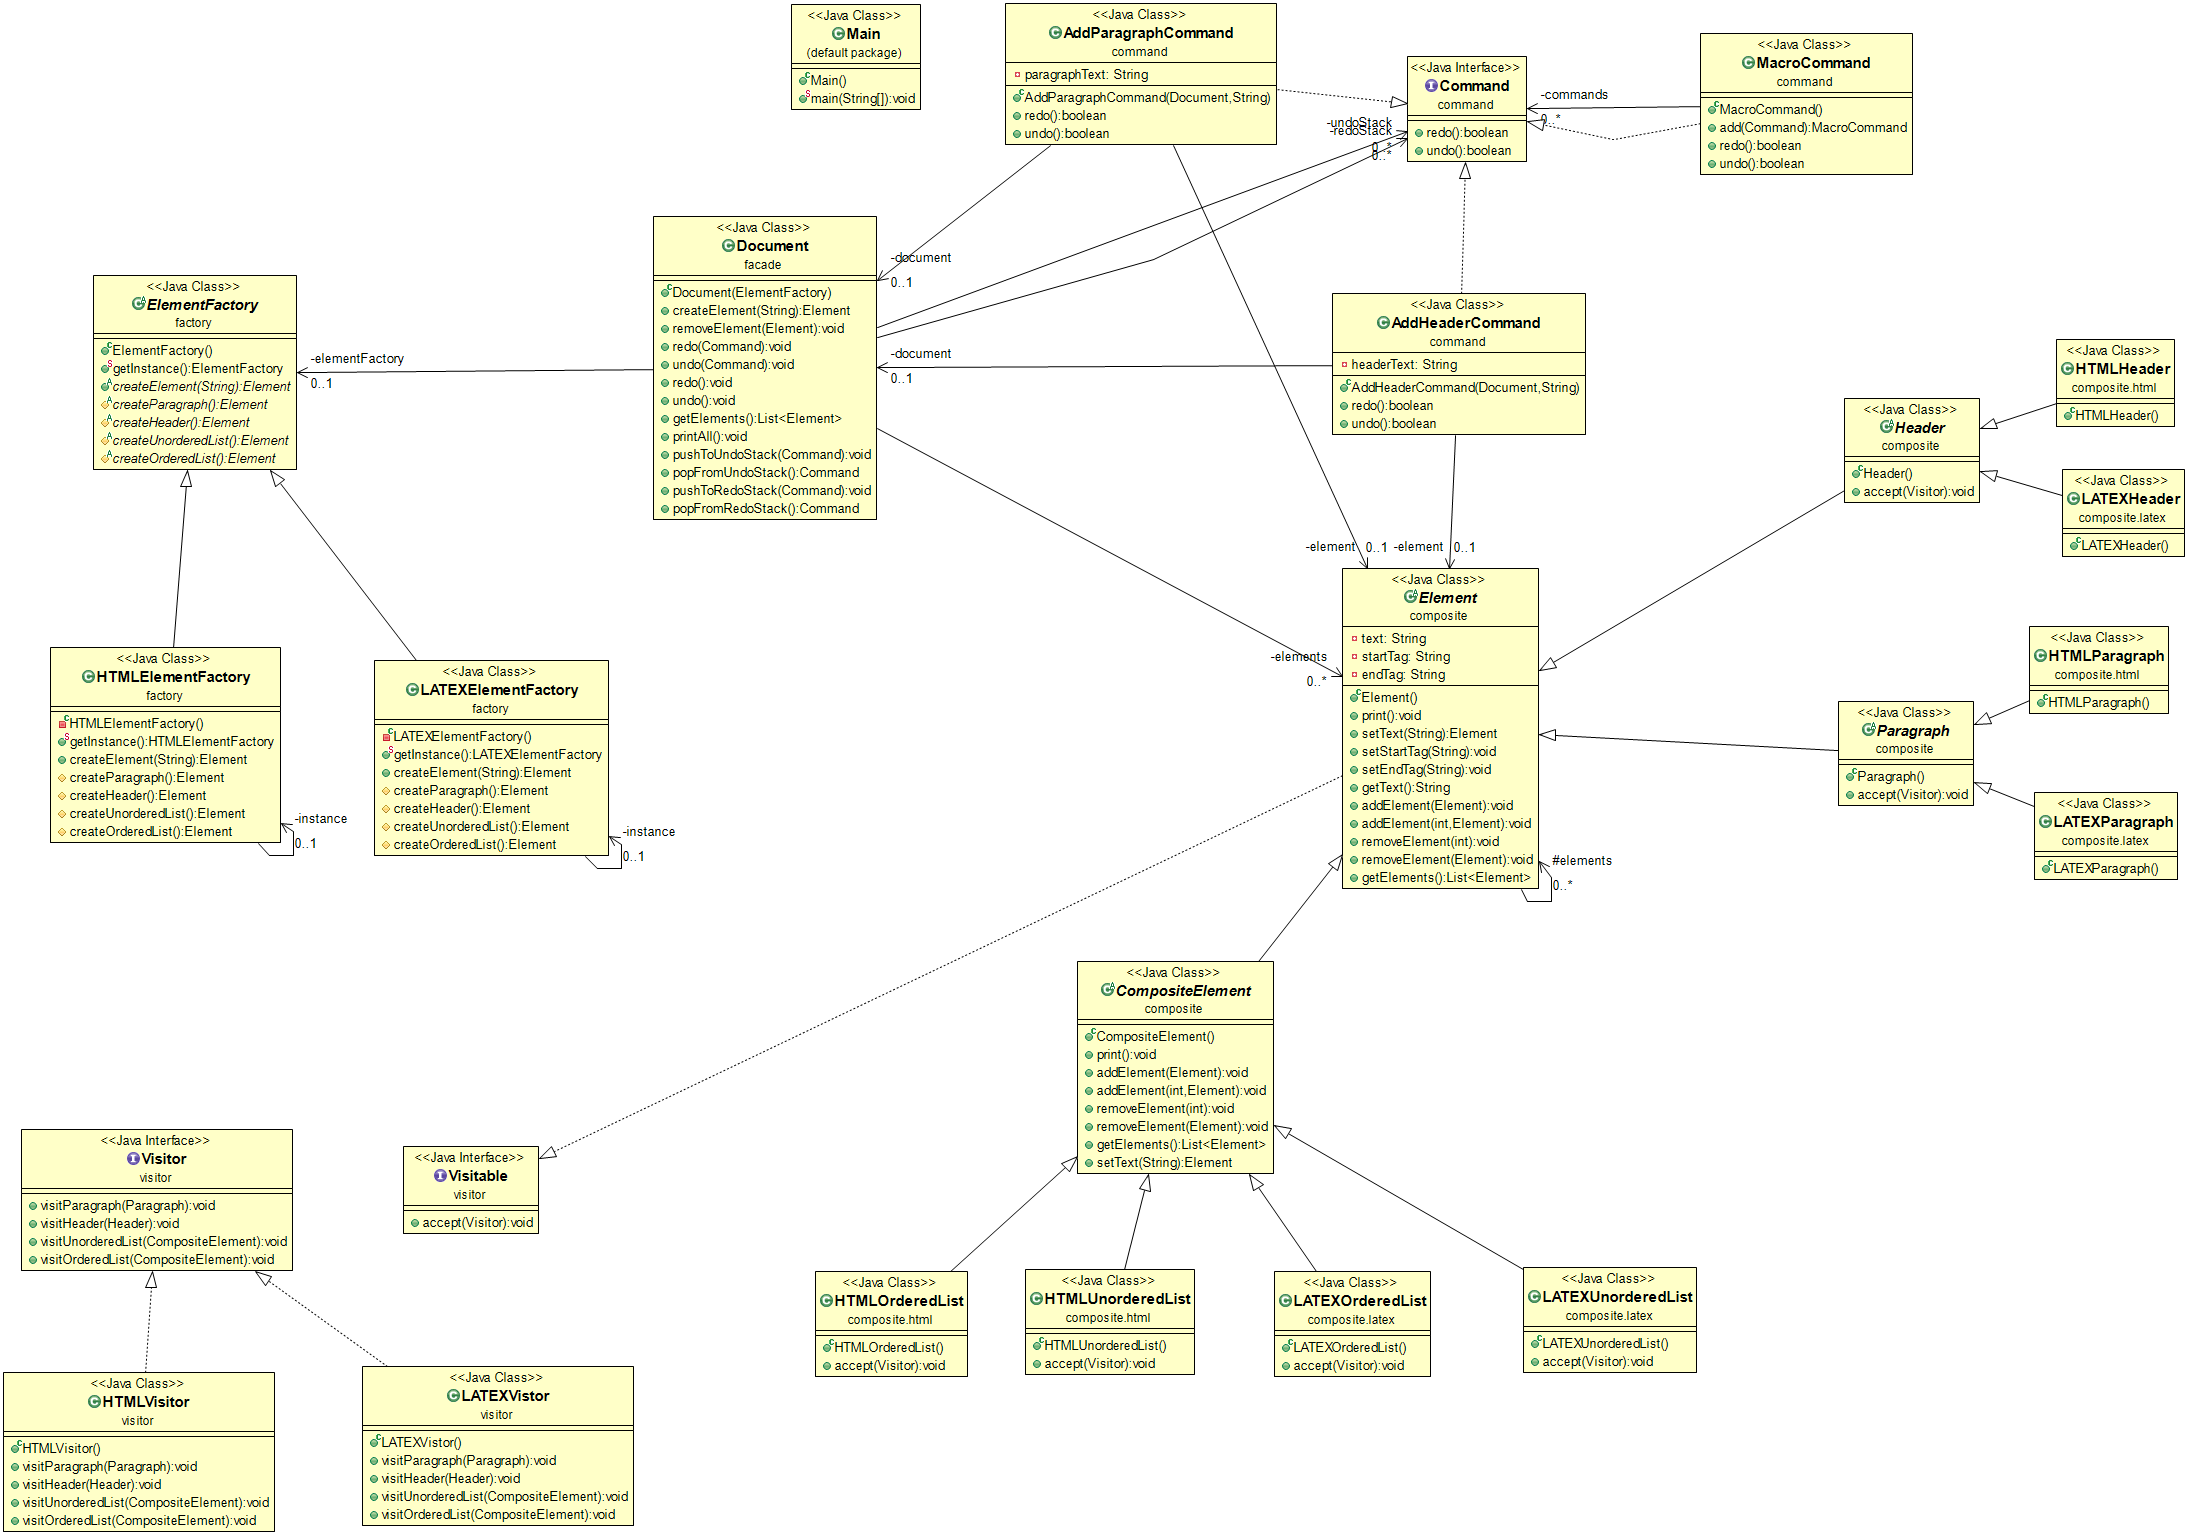 <<Java Class>>
Main
(default package)
Main()
main(String[]):void
<<Java Class>>
AddParagraphCommand
command
paragraphText: String
AddParagraphCommand(Document,String)
redo():boolean
undo():boolean
<<Java Interface>>
Command
command
redo():boolean
undo():boolean
<<Java Class>>
MacroCommand
command
MacroCommand()
add(Command):MacroCommand
redo():boolean
undo():boolean
-commands
0..*
-undoStack
-redoStack
0..*
0..*
<<Java Class>>
Document
facade
Document(ElementFactory)
createElement(String):Element
removeElement(Element):void
redo(Command):void
undo(Command):void
redo():void
undo():void
getElements():List<Element>
printAll():void
pushToUndoStack(Command):void
popFromUndoStack():Command
pushToRedoStack(Command):void
popFromRedoStack():Command
-document
0..1
-document
0..1
<<Java Class>>
ElementFactory
factory
ElementFactory()
getInstance():ElementFactory
createElement(String):Element
createParagraph():Element
createHeader():Element
createUnorderedList():Element
createOrderedList():Element
-elementFactory
0..1
<<Java Class>>
AddHeaderCommand
command
headerText: String
AddHeaderCommand(Document,String)
redo():boolean
undo():boolean
<<Java Class>>
HTMLHeader
composite.html
HTMLHeader()
<<Java Class>>
Header
composite
Header()
accept(Visitor):void
<<Java Class>>
LATEXHeader
composite.latex
LATEXHeader()
-element 0..1
-element 0..1
<<Java Class>>
Element
composite
text: String
startTag: String
endTag: String
Element()
print():void
setText(String):Element
setStartTag(String):void
setEndTag(String):void
getText():String
addElement(Element):void
addElement(int,Element):void
removeElement(int):void
removeElement(Element):void
getElements():List<Element>
-elements
0..*
#elements
0..*
<<Java Class>>
HTMLParagraph
composite.html
HTMLParagraph()
<<Java Class>>
Paragraph
composite
Paragraph()
accept(Visitor):void
<<Java Class>>
LATEXParagraph
composite.latex
LATEXParagraph()
<<Java Class>>
HTMLElementFactory
factory
HTMLElementFactory()
getInstance():HTMLElementFactory
createElement(String):Element
createParagraph():Element
createHeader():Element
createUnorderedList():Element
createOrderedList():Element
-instance
0..1
<<Java Class>>
LATEXElementFactory
factory
LATEXElementFactory()
getInstance():LATEXElementFactory
createElement(String):Element
createParagraph():Element
createHeader():Element
createUnorderedList():Element
createOrderedList():Element
-instance
0..1
<<Java Class>>
CompositeElement
composite
CompositeElement()
print():void
addElement(Element):void
addElement(int,Element):void
removeElement(int):void
removeElement(Element):void
getElements():List<Element>
setText(String):Element
<<Java Interface>>
Visitor
visitor
visitParagraph(Paragraph):void
visitHeader(Header):void
visitUnorderedList(CompositeElement):void
visitOrderedList(CompositeElement):void
<<Java Interface>>
Visitable
visitor
accept(Visitor):void
<<Java Class>>
HTMLOrderedList
composite.html
HTMLOrderedList()
accept(Visitor):void
<<Java Class>>
HTMLUnorderedList
composite.html
HTMLUnorderedList()
accept(Visitor):void
<<Java Class>>
LATEXOrderedList
composite.latex
LATEXOrderedList()
accept(Visitor):void
<<Java Class>>
LATEXUnorderedList
composite.latex
LATEXUnorderedList()
accept(Visitor):void
<<Java Class>>
HTMLVisitor
visitor
HTMLVisitor()
visitParagraph(Paragraph):void
visitHeader(Header):void
visitUnorderedList(CompositeElement):void
visitOrderedList(CompositeElement):void
<<Java Class>>
LATEXVistor
visitor
LATEXVistor()
visitParagraph(Paragraph):void
visitHeader(Header):void
visitUnorderedList(CompositeElement):void
visitOrderedList(CompositeElement):void